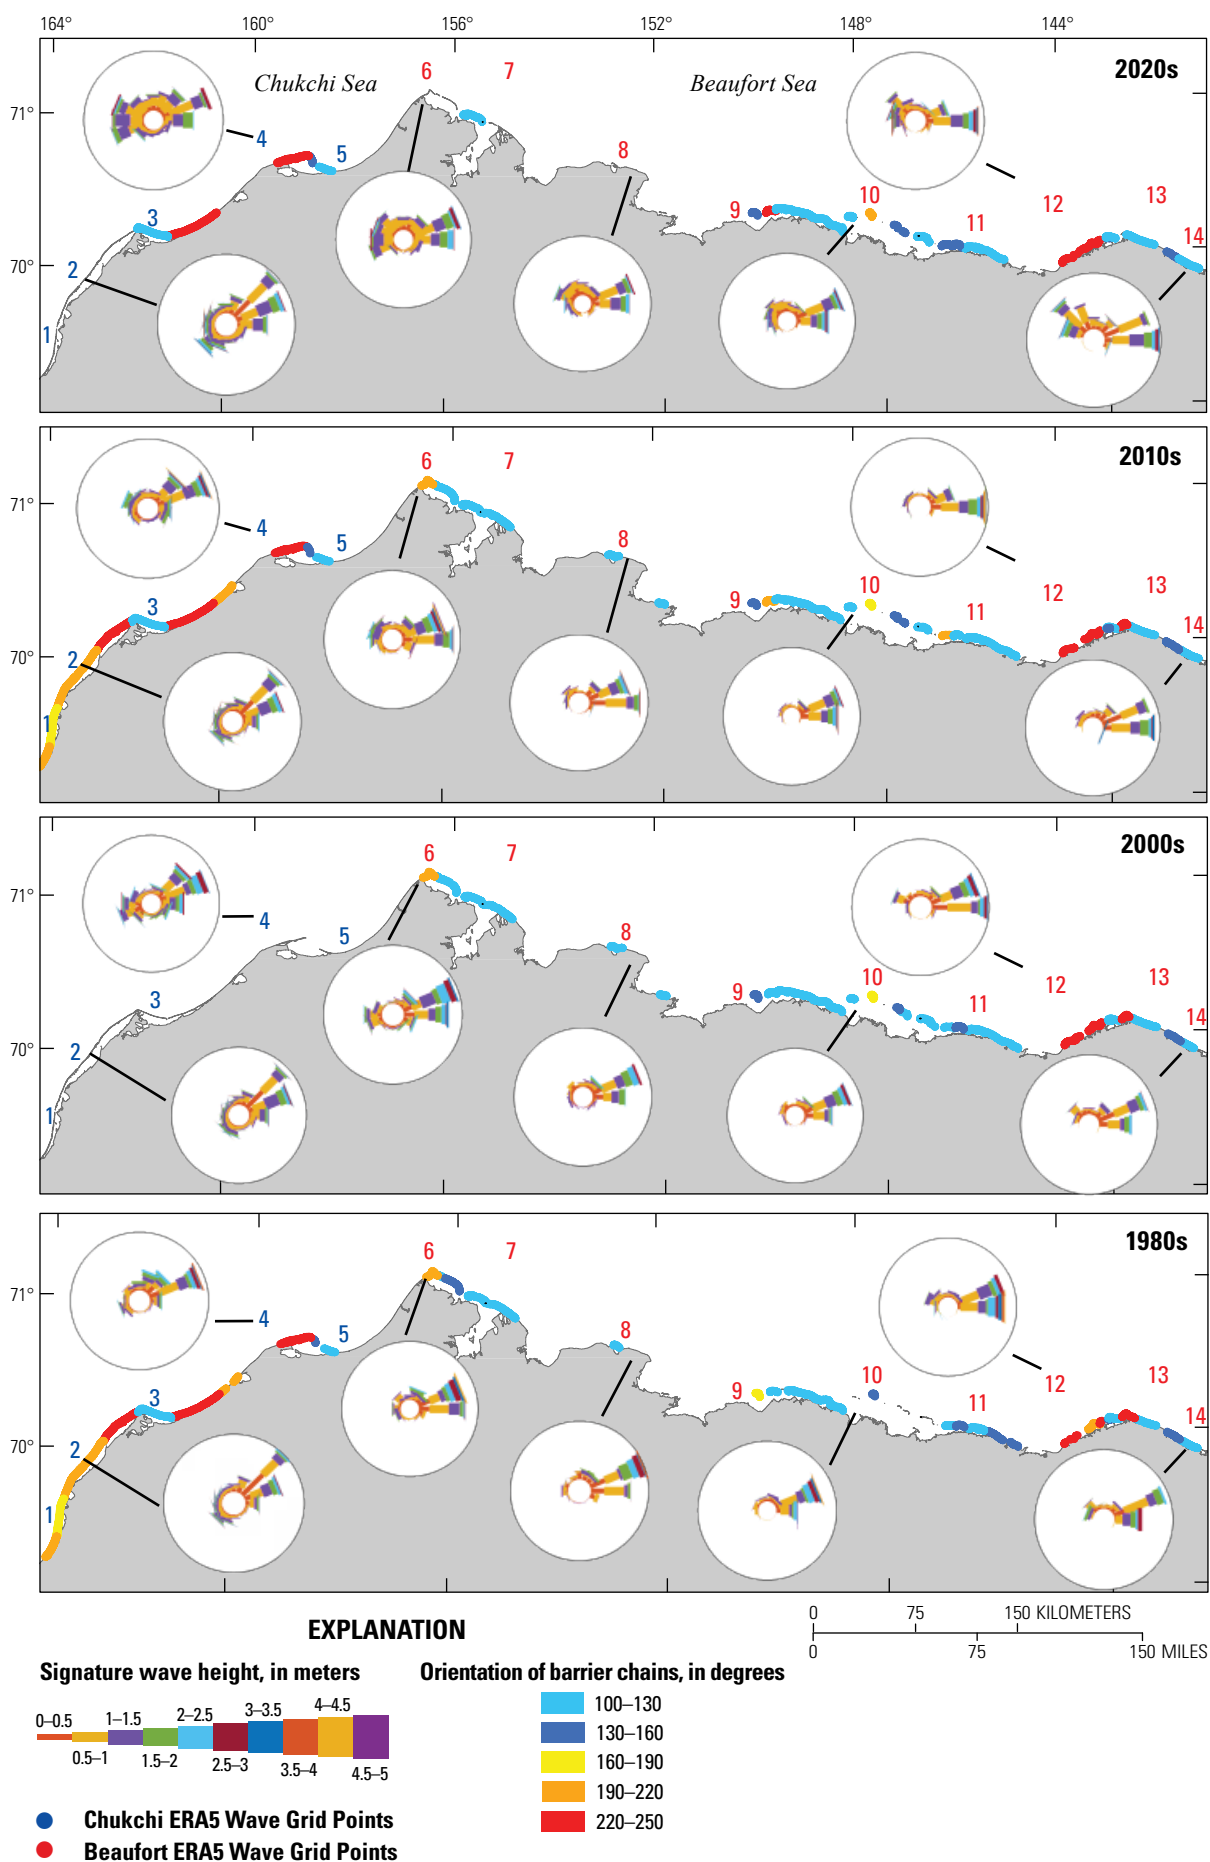 164° 160° 156° 152° 148° 144°
2020s
Chukchi Sea
Beaufort Sea
71°
70°
1 2 3 4 5 6 7 8 9 10 11 12 13 14
2010s
71°
70°
1 2 3 4 5 6 7 8 9 10 11 12 13 14
2000s
71°
70°
1 2 3 4 5 6 7 8 9 10 11 12 13 14
1980s
71°
70°
1 2 3 4 5 6 7 8 9 10 11 12 13 14
0 75 150 KILOMETERS
0 75 150 MILES
EXPLANATION
Signature wave height, in meters
0–0.5 1–1.5 2–2.5 3–3.5 4–4.5
0.5–1 1.5–2 2.5–3 3.5–4 4.5–5
Chukchi ERA5 Wave Grid Points
Beaufort ERA5 Wave Grid Points
Orientation of barrier chains, in degrees
100–130
130–160
160–190
190–220
220–250